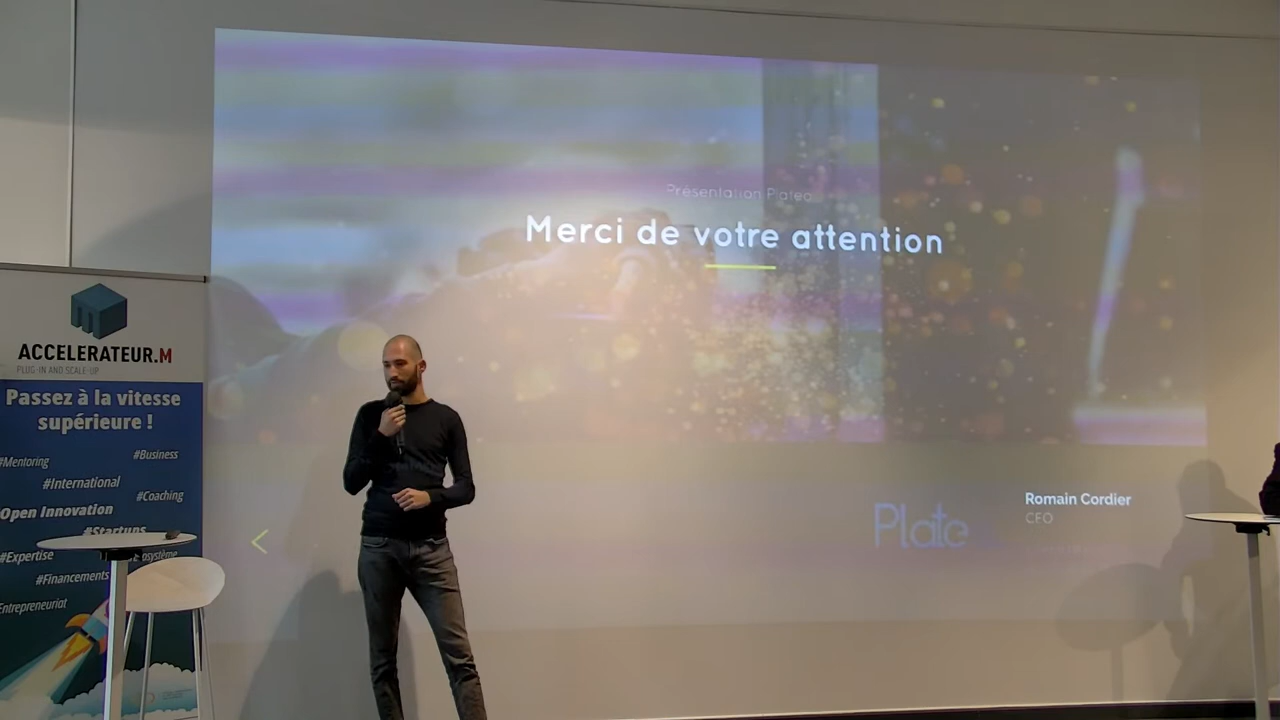 Présentation Platea
Merci de votre attention
Romain Cordier
CFO
Plate
ACCELERATEUR.M
PLUG-IN AND SCALE-UP
Passez à la vitesse
supérieure !
#Mentoring
#Business
#International
#Coaching
Open Innovation
#Startups
#Expertise
#Financements
Entrepreneuriat